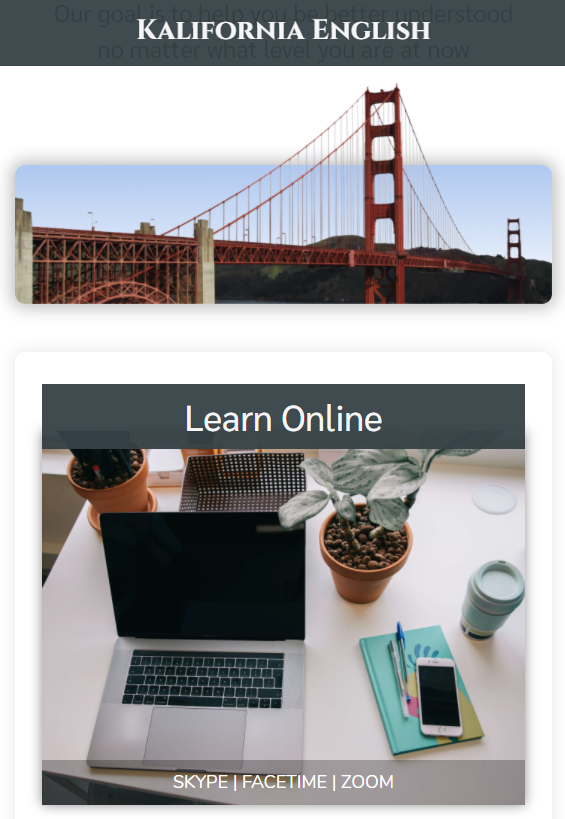 Our goal is to help you be better understood
KALIFORNIA ENGLISH
no matter what level you are at now
Learn Online
SKYPE | FACETIME | ZOOM